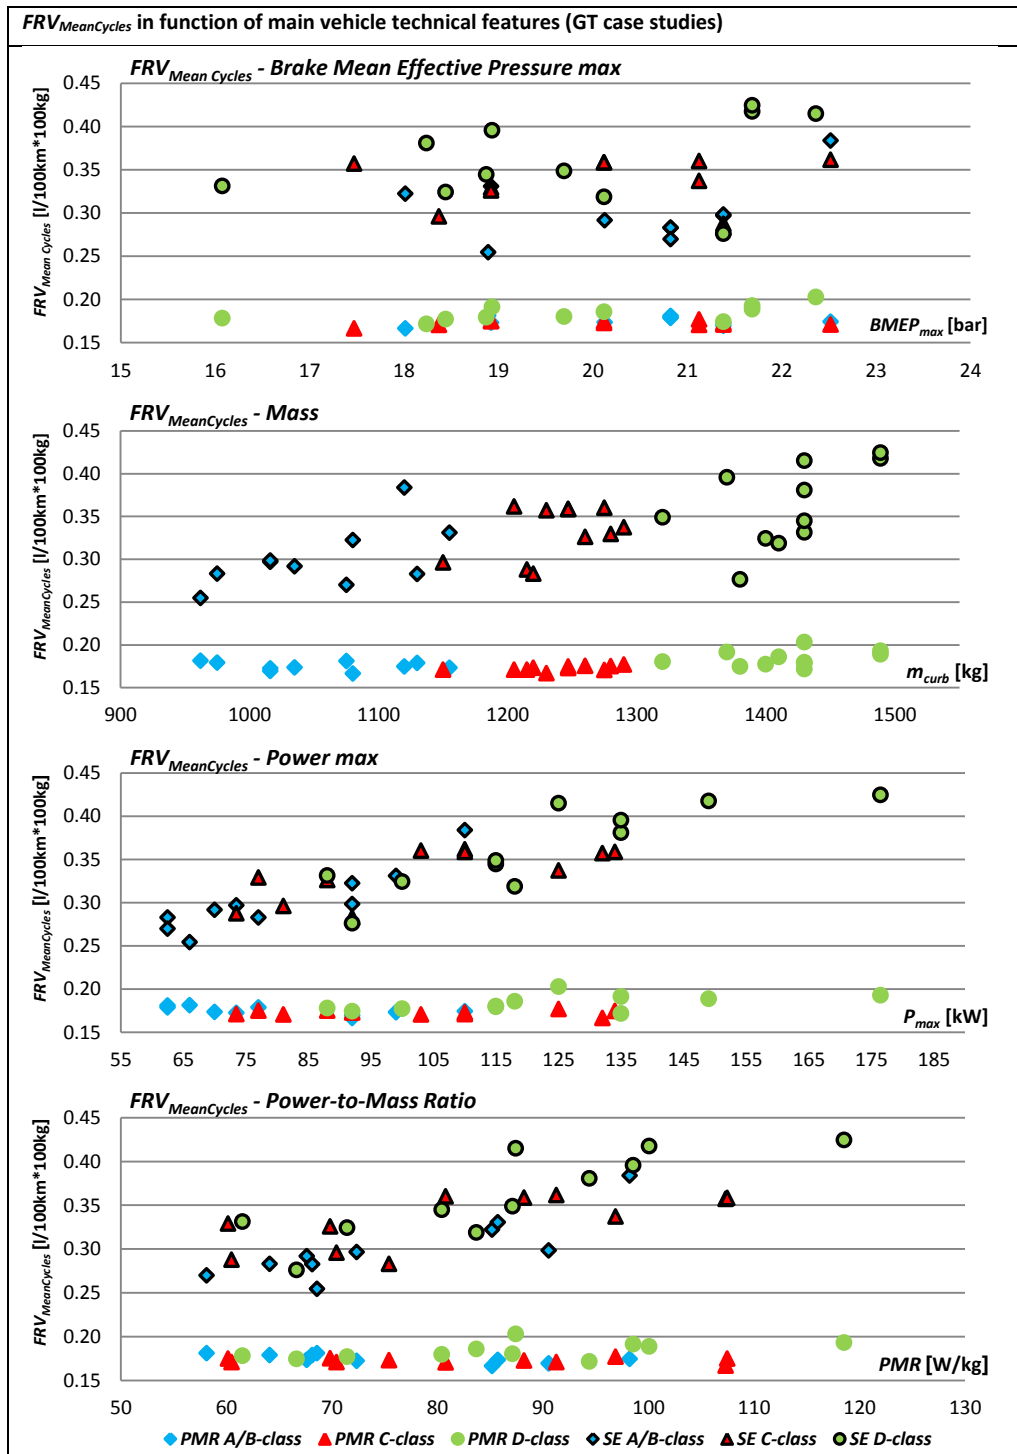 FRVMeanCycles in function of main vehicle technical features (GT case studies)
FRVMean Cycles - Brake Mean Effective Pressure max
FRVMean Cycles [l/100km*100kg]
0.45
0.40
0.35
0.30
0.25
0.20
0.15
BMEPmax [bar]
15 16 17 18 19 20 21 22 23 24
FRVMeanCycles - Mass
FRVMeanCycles [l/100km*100kg]
0.45
0.40
0.35
0.30
0.25
0.20
0.15
mcurb [kg]
900 1000 1100 1200 1300 1400 1500
FRVMeanCycles - Power max
FRVMeanCycles [l/100km*100kg]
0.45
0.40
0.35
0.30
0.25
0.20
0.15
Pmax [kW]
55 65 75 85 95 105 115 125 135 145 155 165 175 185
FRVMeanCycles - Power-to-Mass Ratio
FRVMeanCycles [l/100km*100kg]
0.45
0.40
0.35
0.30
0.25
0.20
0.15
PMR [W/kg]
50 60 70 80 90 100 110 120 130
PMR A/B-class PMR C-class PMR D-class SE A/B-class SE C-class SE D-class